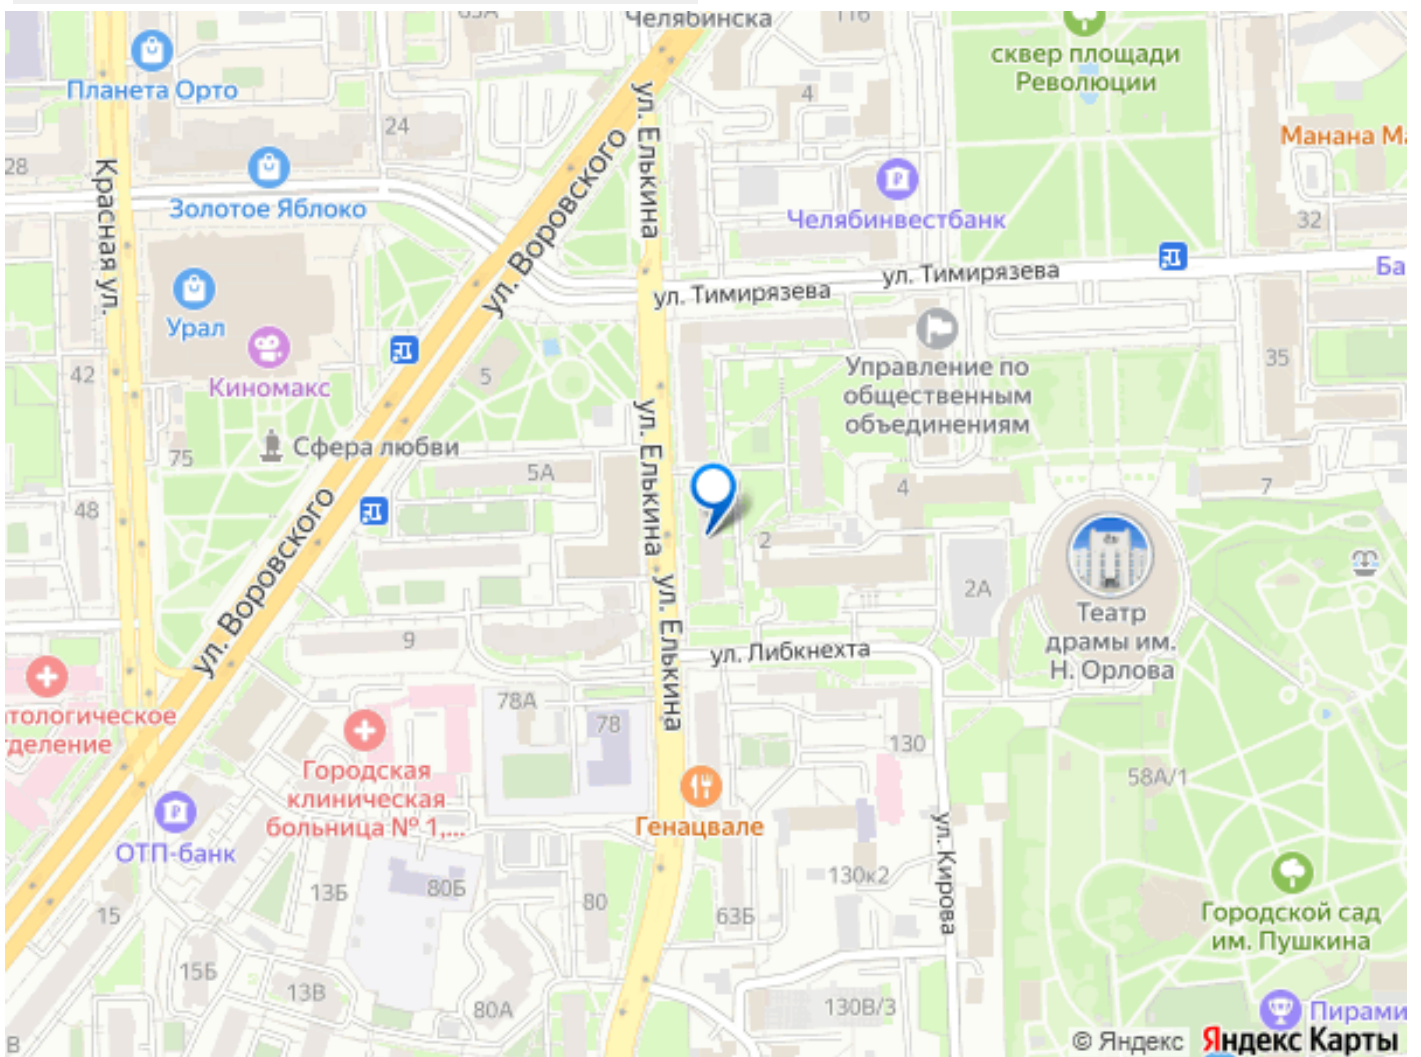 Челябинска
63А
116
сквер площади
Революции
Планета Орто
4
24
Манана Ма
28
ул. Елькина
ул. Воровского
Красная ул.
Золотое Яблоко
Челябинвестбанк
32
ул. Тимирязева
ул. Тимирязева
Ба
Урал
Киномакс
42
5
Управление по
общественным
объединениям
35
ул. Елькина
Сфера любви
75
5А
4
7
48
ул. Воровского
2
2А
Театр
драмы им.
Н. Орлова
9
ул. Елькина
ул. Либкнехта
атологическое
тделение
78А
78
130
58А/1
Городская
клиническая
больница № 1,...
Генацвале
ОТП-банк
ул. Кирова
13Б
80Б
80
130к2
63Б
15
Городской сад
им. Пушкина
15Б
13В
80А
130В/3
Пирами
В
© Яндекс Яндекс Карты